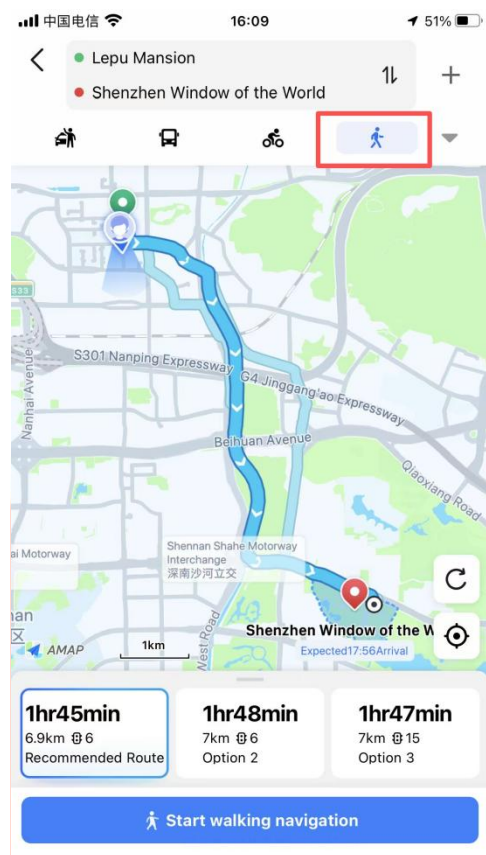 中国电信
16:09
51%
Lepu Mansion
Shenzhen Window of the World
S33
S301 Nanping Expressway
G4 Jinggang'ao Expressway
Nanhai Avenue
Beihuan Avenue
Qiaoxiang Road
ai Motorway
Shennan Shahe Motorway
Interchange
深南沙河立交
an
区
West Road
AMAP
1km
Shenzhen Window of the W
Expected17:56Arrival
1hr45min
6.9km 6
Recommended Route
1hr48min
7km 6
Option 2
1hr47min
7km 15
Option 3
Start walking navigation